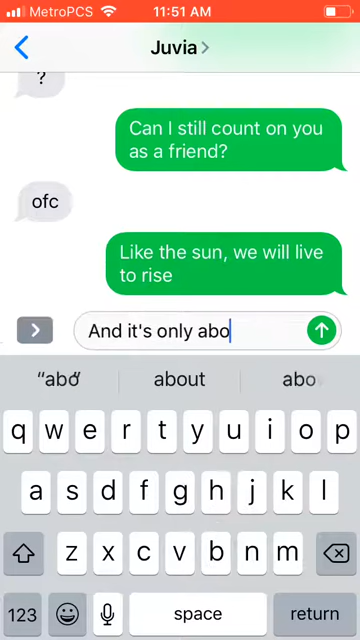 MetroPCS 11:51 AM
Juvia
?
Can I still count on you
as a friend?
ofc
Like the sun, we will live
to rise
And it's only abo
"abo" about abov
q w e r t y u i o p
a s d f g h j k l
z x c v b n m
123 space return